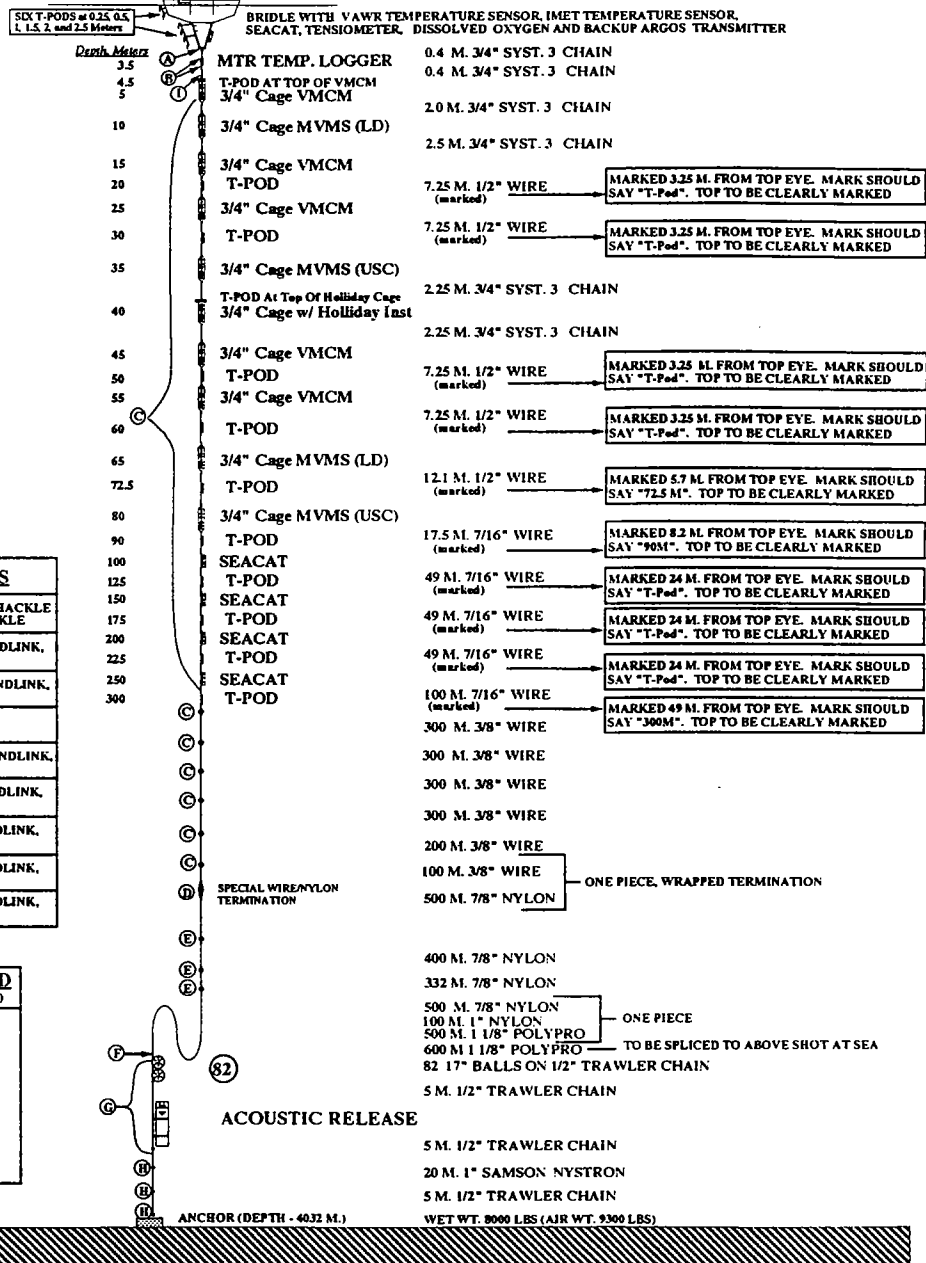 SIX T-PODS at 0.25, 0.5,
1, 1.5, 2, and 2.5 Meters
BRIDLE WITH VAWR TEMPERATURE SENSOR, IMET TEMPERATURE SENSOR,
SEACAT, TENSIOMETER, DISSOLVED OXYGEN AND BACKUP ARGOS TRANSMITTER
Depth, Meters
A
0.4 M. 3/4" SYST. 3 CHAIN
3.5 MTR TEMP. LOGGER
B
0.4 M. 3/4" SYST. 3 CHAIN
4.5 T-POD AT TOP OF VMCM
I
5 3/4" Cage VMCM
2.0 M. 3/4" SYST. 3 CHAIN
10 3/4" Cage MVMS (LD)
2.5 M. 3/4" SYST. 3 CHAIN
15 3/4" Cage VMCM
20 T-POD 7.25 M. 1/2" WIRE
(marked)
MARKED 3.25 M. FROM TOP EYE. MARK SHOULD
SAY "T-Pod". TOP TO BE CLEARLY MARKED
25 3/4" Cage VMCM
30 T-POD 7.25 M. 1/2" WIRE
(marked)
MARKED 3.25 M. FROM TOP EYE. MARK SHOULD
SAY "T-Pod". TOP TO BE CLEARLY MARKED
35 3/4" Cage MVMS (USC)
2.25 M. 3/4" SYST. 3 CHAIN
T-POD At Top Of Holliday Cage
40 3/4" Cage w/ Holliday Inst
2.25 M. 3/4" SYST. 3 CHAIN
45 3/4" Cage VMCM
50 T-POD 7.25 M. 1/2" WIRE
(marked)
MARKED 3.25 M. FROM TOP EYE. MARK SHOULD
SAY "T-Pod". TOP TO BE CLEARLY MARKED
55 3/4" Cage VMCM
C
60 T-POD 7.25 M. 1/2" WIRE
(marked)
MARKED 3.25 M. FROM TOP EYE. MARK SHOULD
SAY "T-Pod". TOP TO BE CLEARLY MARKED
65 3/4" Cage MVMS (LD)
72.5 T-POD 12.1 M. 1/2" WIRE
(marked)
MARKED 5.7 M. FROM TOP EYE. MARK SHOULD
SAY "72.5 M". TOP TO BE CLEARLY MARKED
80 3/4" Cage MVMS (USC)
90 T-POD 17.5 M. 7/16" WIRE
(marked)
MARKED 8.2 M. FROM TOP EYE. MARK SHOULD
SAY "90M". TOP TO BE CLEARLY MARKED
100 SEACAT
125 T-POD 49 M. 7/16" WIRE
(marked)
MARKED 24 M. FROM TOP EYE. MARK SHOULD
SAY "T-Pod". TOP TO BE CLEARLY MARKED
150 SEACAT
175 T-POD 49 M. 7/16" WIRE
(marked)
MARKED 24 M. FROM TOP EYE. MARK SHOULD
SAY "T-Pod". TOP TO BE CLEARLY MARKED
200 SEACAT
225 T-POD 49 M. 7/16" WIRE
(marked)
MARKED 24 M. FROM TOP EYE. MARK SHOULD
SAY "T-Pod". TOP TO BE CLEARLY MARKED
250 SEACAT
300 T-POD 100 M. 7/16" WIRE
(marked)
MARKED 49 M. FROM TOP EYE. MARK SHOULD
SAY "300M". TOP TO BE CLEARLY MARKED
C
300 M. 3/8" WIRE
C
300 M. 3/8" WIRE
C
300 M. 3/8" WIRE
C
300 M. 3/8" WIRE
C
200 M. 3/8" WIRE
C
100 M. 3/8" WIRE
ONE PIECE, WRAPPED TERMINATION
D
SPECIAL WIRE/NYLON
TERMINATION
500 M. 7/8" NYLON
E
400 M. 7/8" NYLON
E
332 M. 7/8" NYLON
E
500 M. 7/8" NYLON
100 M. 1" NYLON
ONE PIECE
500 M. 1 1/8" POLYPRO
600 M 1 1/8" POLYPRO TO BE SPLICED TO ABOVE SHOT AT SEA
F
82
82 17" BALLS ON 1/2" TRAWLER CHAIN
5 M. 1/2" TRAWLER CHAIN
G
ACOUSTIC RELEASE
5 M. 1/2" TRAWLER CHAIN
H
20 M. 1" SAMSON NYSTRON
H
5 M. 1/2" TRAWLER CHAIN
H
ANCHOR (DEPTH - 4032 M.) WET WT. 8000 LBS (AIR WT. 9300 LBS)